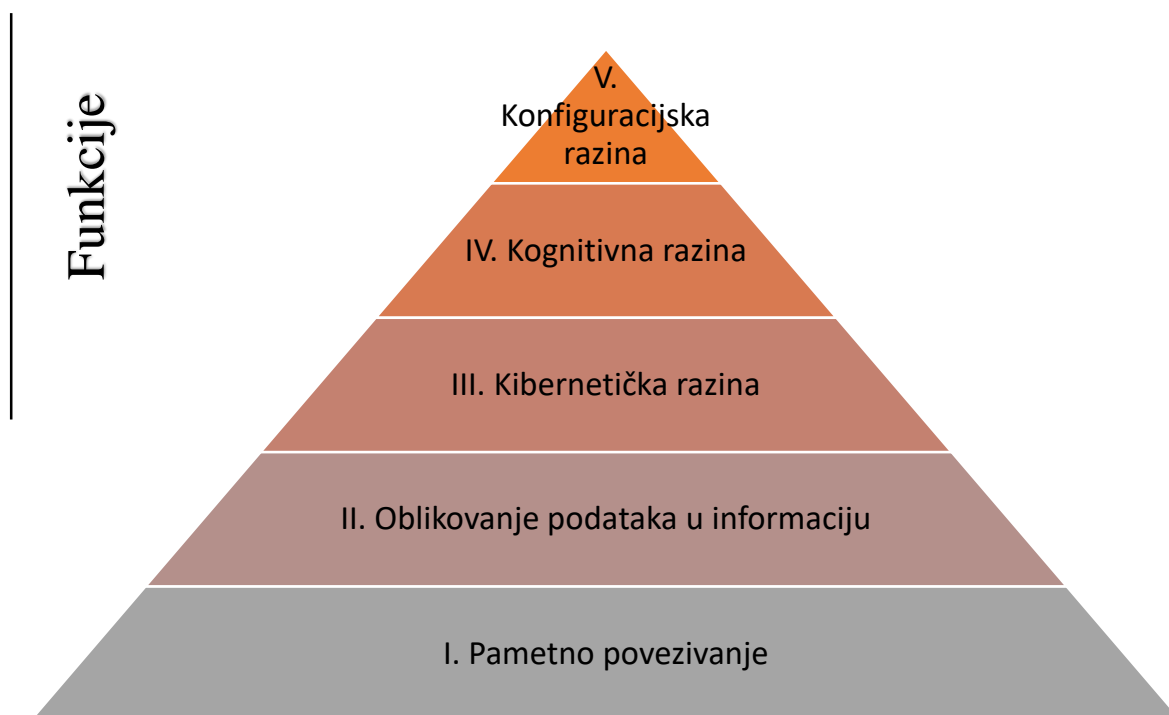 Funkcije
V.
Konfiguracijska
razina
IV. Kognitivna razina
III. Kibernetička razina
II. Oblikovanje podataka u informaciju
I. Pametno povezivanje